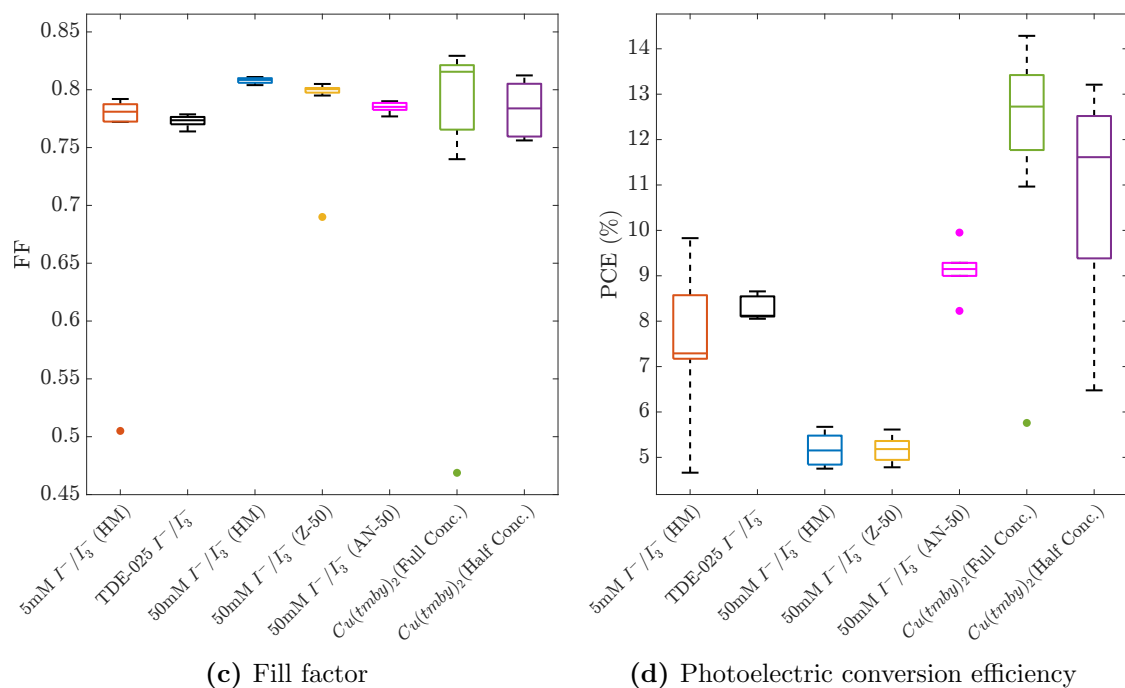 FF
0.85
0.8
0.75
0.7
0.65
0.6
0.55
0.5
0.45
5mM I⁻/I₃⁻ (HM)
TDE-025 I⁻/I₃⁻
50mM I⁻/I₃⁻ (HM)
50mM I⁻/I₃⁻ (Z-50)
50mM I⁻/I₃⁻ (AN-50)
Cu(tmby)₂(Full Conc.)
Cu(tmby)₂(Half Conc.)
(c) Fill factor
PCE (%)
14
13
12
11
10
9
8
7
6
5
5mM I⁻/I₃⁻ (HM)
TDE-025 I⁻/I₃⁻
50mM I⁻/I₃⁻ (HM)
50mM I⁻/I₃⁻ (Z-50)
50mM I⁻/I₃⁻ (AN-50)
Cu(tmby)₂(Full Conc.)
Cu(tmby)₂(Half Conc.)
(d) Photoelectric conversion efficiency